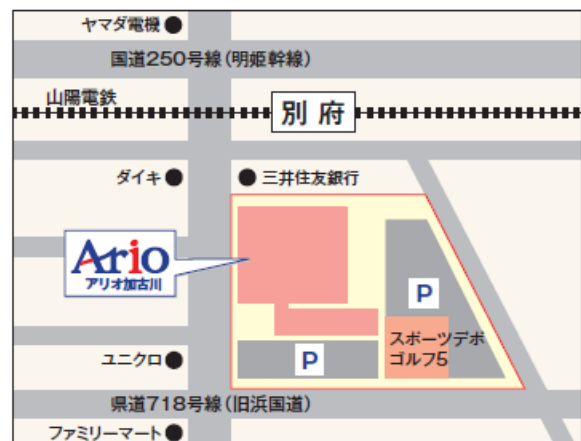 ヤマダ電機
国道250号線(明姫幹線)
山陽電鉄
別府
ダイキ
三井住友銀行
Ario
アリオ加古川
P
スポーツデポ
ゴルフ5
P
ユニクロ
県道718号線(旧浜国道)
ファミリーマート